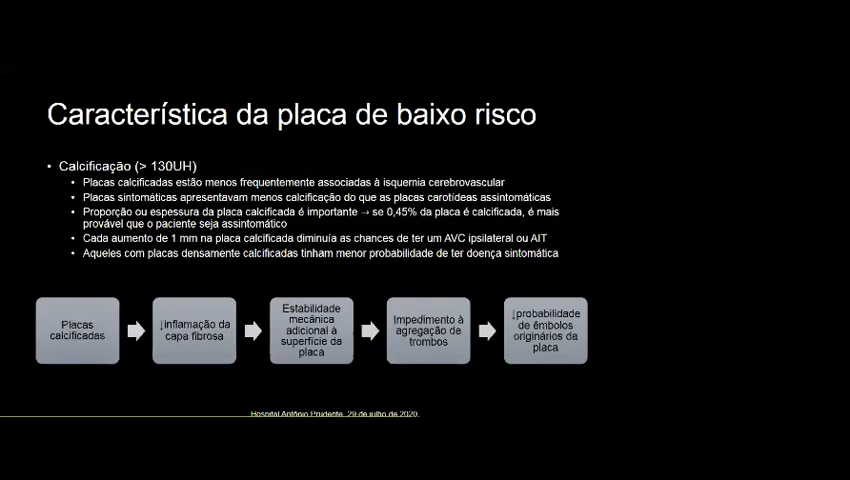 Característica da placa de baixo risco
• Calcificação (> 130UH)
• Placas calcificadas estão menos frequentemente associadas à isquemia cerebrovascular
• Placas sintomáticas apresentavam menos calcificação do que as placas carotídeas assintomáticas
• Proporção ou espessura da placa calcificada é importante → se 0,45% da placa é calcificada, é mais
provável que o paciente seja assintomático
• Cada aumento de 1 mm na placa calcificada diminuía as chances de ter um AVC ipsilateral ou AIT
• Aqueles com placas densamente calcificadas tinham menor probabilidade de ter doença sintomática
Placas
calcificadas
↓inflamação da
capa fibrosa
Estabilidade
mecânica
adicional à
superfície da
placa
Impedimento à
agregação de
trombos
↓probabilidade
de êmbolos
originários da
placa
Hospital Antônio Prudente, 29 de julho de 2020.